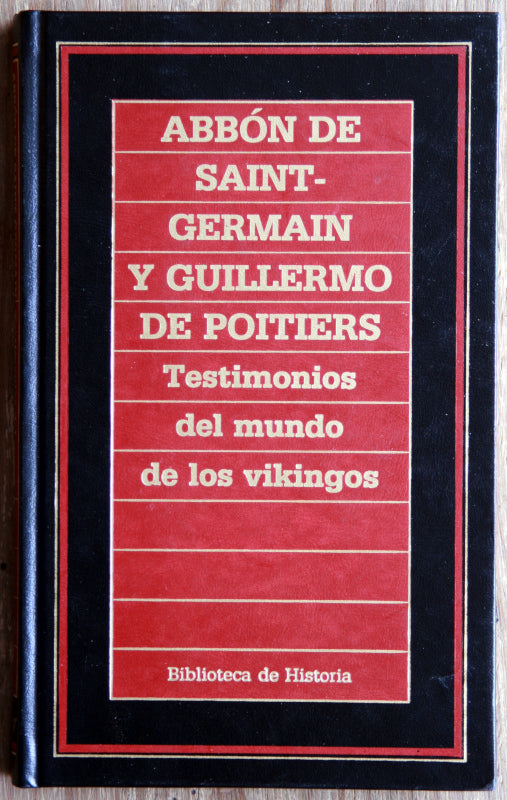 ABBÓN DE
SAINT-
GERMAIN
Y GUILLERMO
DE POITIERS
Testimonios
del mundo
de los vikingos
Biblioteca de Historia